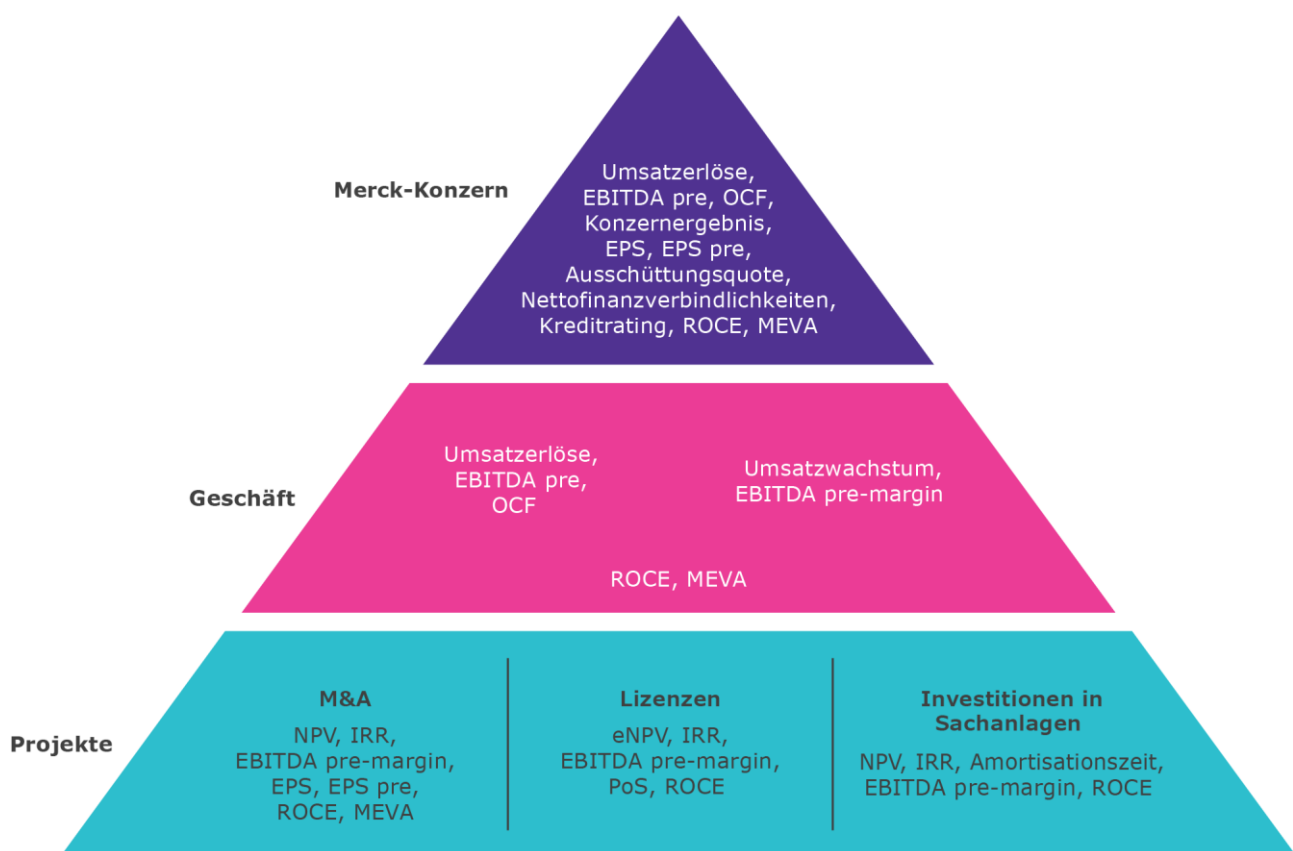 Merck-Konzern
Umsatzerlöse,
EBITDA pre, OCF,
Konzernergebnis,
EPS, EPS pre,
Ausschüttungsquote,
Nettofinanzverbindlichkeiten,
Kreditrating, ROCE, MEVA
Geschäft
Umsatzerlöse,
EBITDA pre,
OCF
Umsatzwachstum,
EBITDA pre-margin
ROCE, MEVA
Projekte
M&A
NPV, IRR,
EBITDA pre-margin,
EPS, EPS pre,
ROCE, MEVA
Lizenzen
eNPV, IRR,
EBITDA pre-margin,
PoS, ROCE
Investitionen in
Sachanlagen
NPV, IRR, Amortisationszeit,
EBITDA pre-margin, ROCE